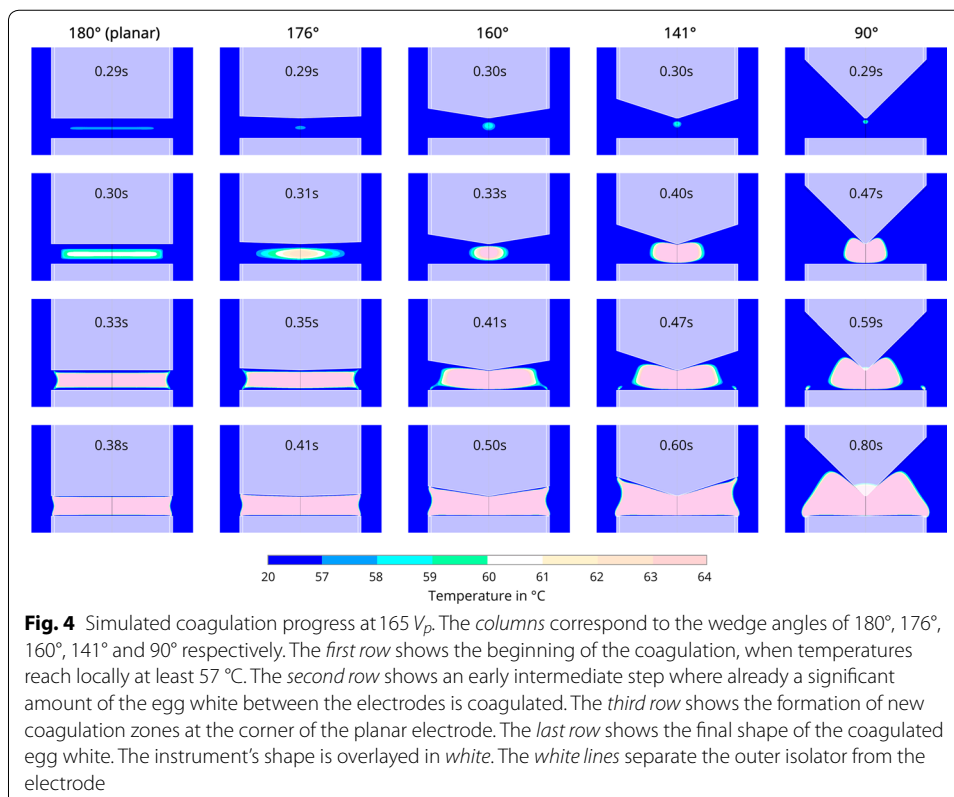 180° (planar) 176° 160° 141° 90°
0.29s 0.29s 0.30s 0.30s 0.29s
0.30s 0.31s 0.33s 0.40s 0.47s
0.33s 0.35s 0.41s 0.47s 0.59s
0.38s 0.41s 0.50s 0.60s 0.80s
20 57 58 59 60 61 62 63 64
Temperature in °C
Fig. 4 Simulated coagulation progress at 165 Vp. The columns correspond to the wedge angles of 180°, 176°,
160°, 141° and 90° respectively. The first row shows the beginning of the coagulation, when temperatures
reach locally at least 57 °C. The second row shows an early intermediate step where already a significant
amount of the egg white between the electrodes is coagulated. The third row shows the formation of new
coagulation zones at the corner of the planar electrode. The last row shows the final shape of the coagulated
egg white. The instrument's shape is overlayed in white. The white lines separate the outer isolator from the
electrode